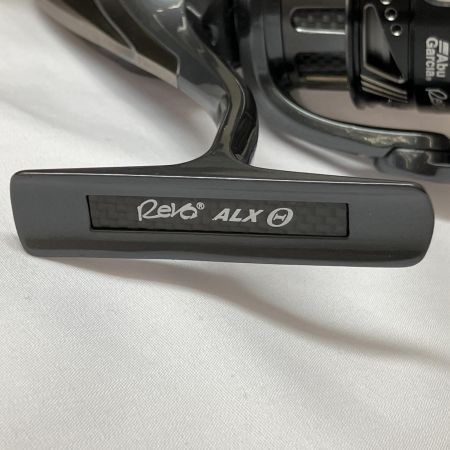 Abu
Garcia®
Revo® ALX Θ